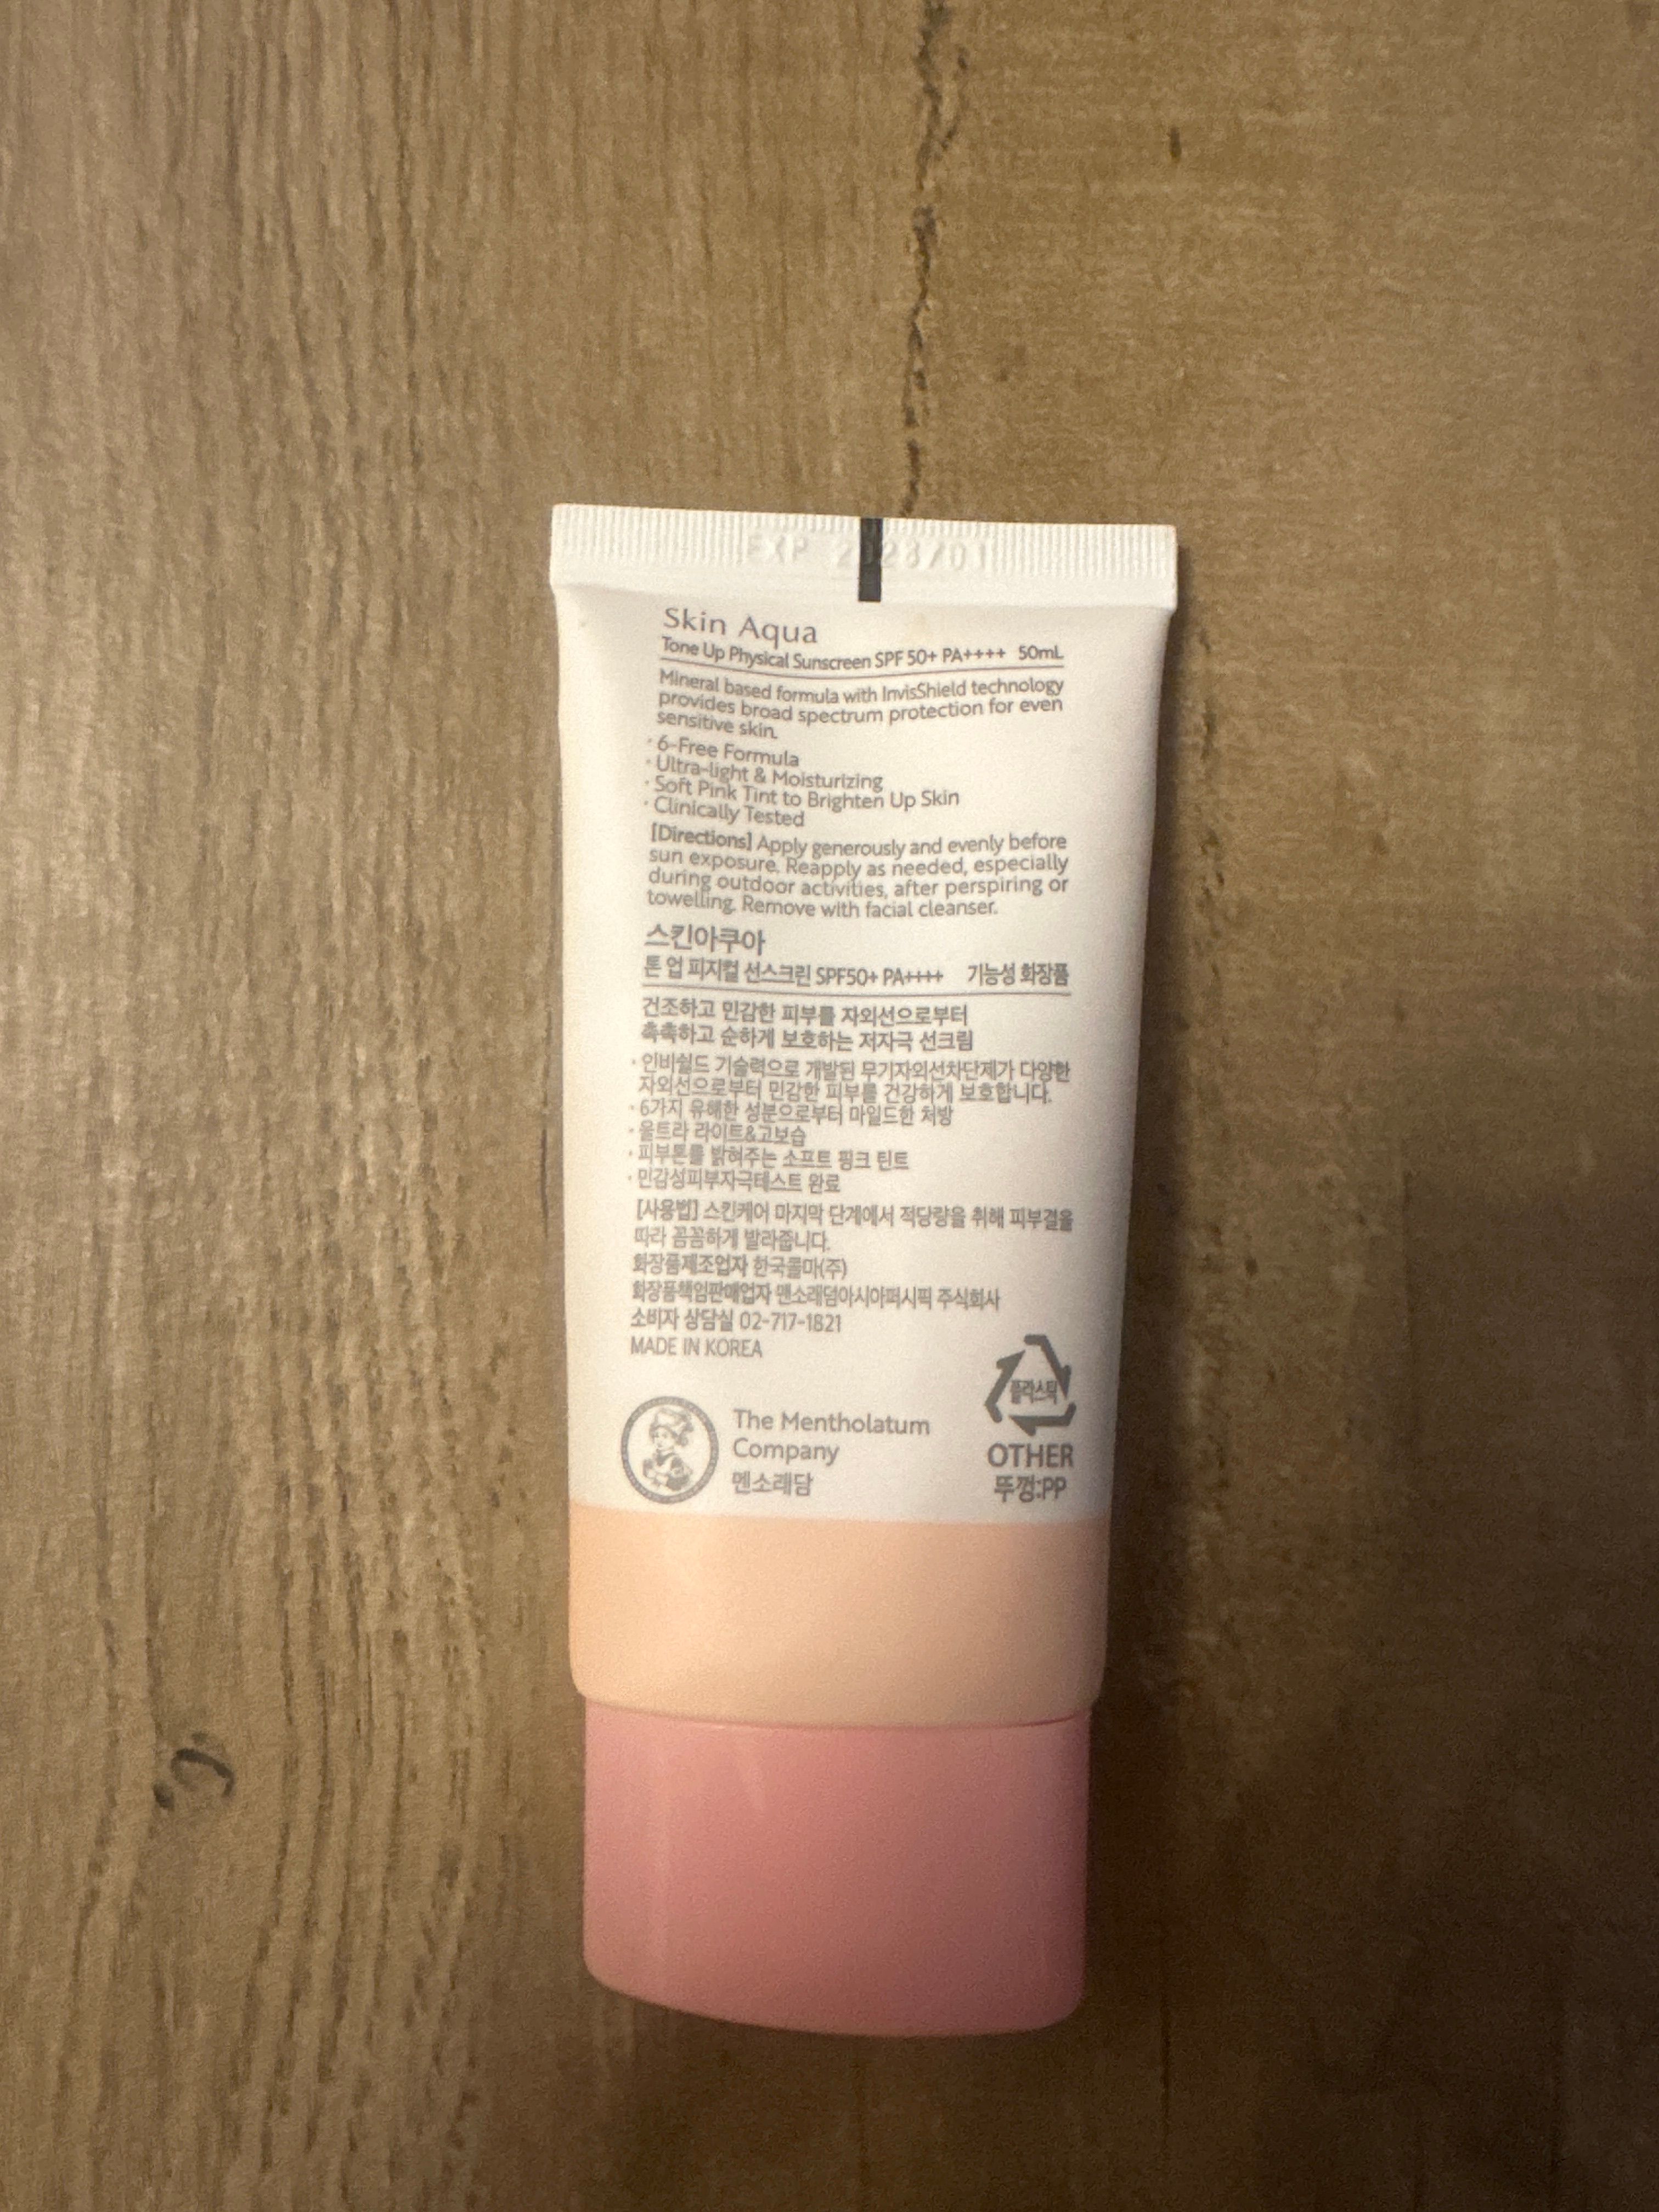 EXP 2028/01
Skin Aqua
Tone Up Physical Sunscreen SPF 50+ PA++++ 50mL
Mineral based formula with InvisShield technology
provides broad spectrum protection for even
sensitive skin.
· 6-Free Formula
· Ultra-light & Moisturizing
· Soft Pink Tint to Brighten Up Skin
· Clinically Tested
[Directions] Apply generously and evenly before
sun exposure. Reapply as needed, especially
during outdoor activities, after perspiring or
towelling. Remove with facial cleanser.
스킨아쿠아
톤 업 피지컬 선스크린 SPF50+ PA++++ 기능성 화장품
건조하고 민감한 피부를 자외선으로부터
촉촉하고 순하게 보호하는 저자극 선크림
· 인비쉴드 기술력으로 개발된 무기자외선차단제가 다양한
자외선으로부터 민감한 피부를 건강하게 보호합니다.
· 6가지 유해한 성분으로부터 마일드한 처방
· 울트라 라이트&고보습
· 피부톤를 밝혀주는 소프트 핑크 틴트
· 민감성피부자극테스트 완료
[사용법] 스킨케어 마지막 단계에서 적당량을 취해 피부결을
따라 꼼꼼하게 발라줍니다.
화장품제조업자 한국콜마(주)
화장품책임판매업자 맨소래덤아시아퍼시픽 주식회사
소비자 상담실 02-717-1821
MADE IN KOREA
The Mentholatum
Company
멘소래담
플라스틱
OTHER
뚜껑:PP